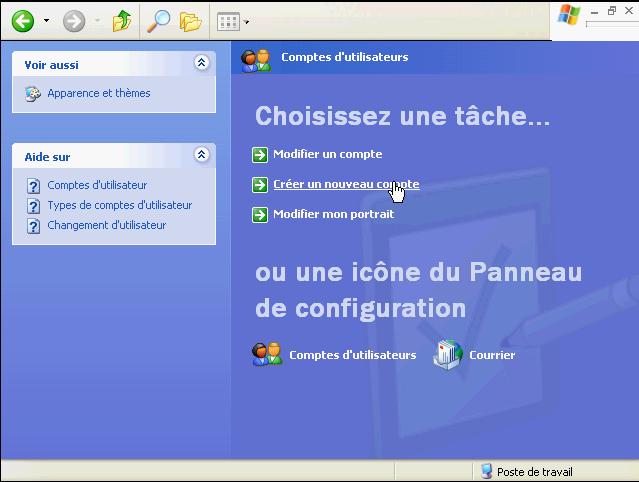 Voir aussi
Apparence et thèmes
Aide sur
Comptes d'utilisateur
Types de comptes d'utilisateur
Changement d'utilisateur
Comptes d'utilisateurs
Choisissez une tâche...
Modifier un compte
Créer un nouveau compte
Modifier mon portrait
ou une icône du Panneau
de configuration
Comptes d'utilisateurs
Courrier
Poste de travail